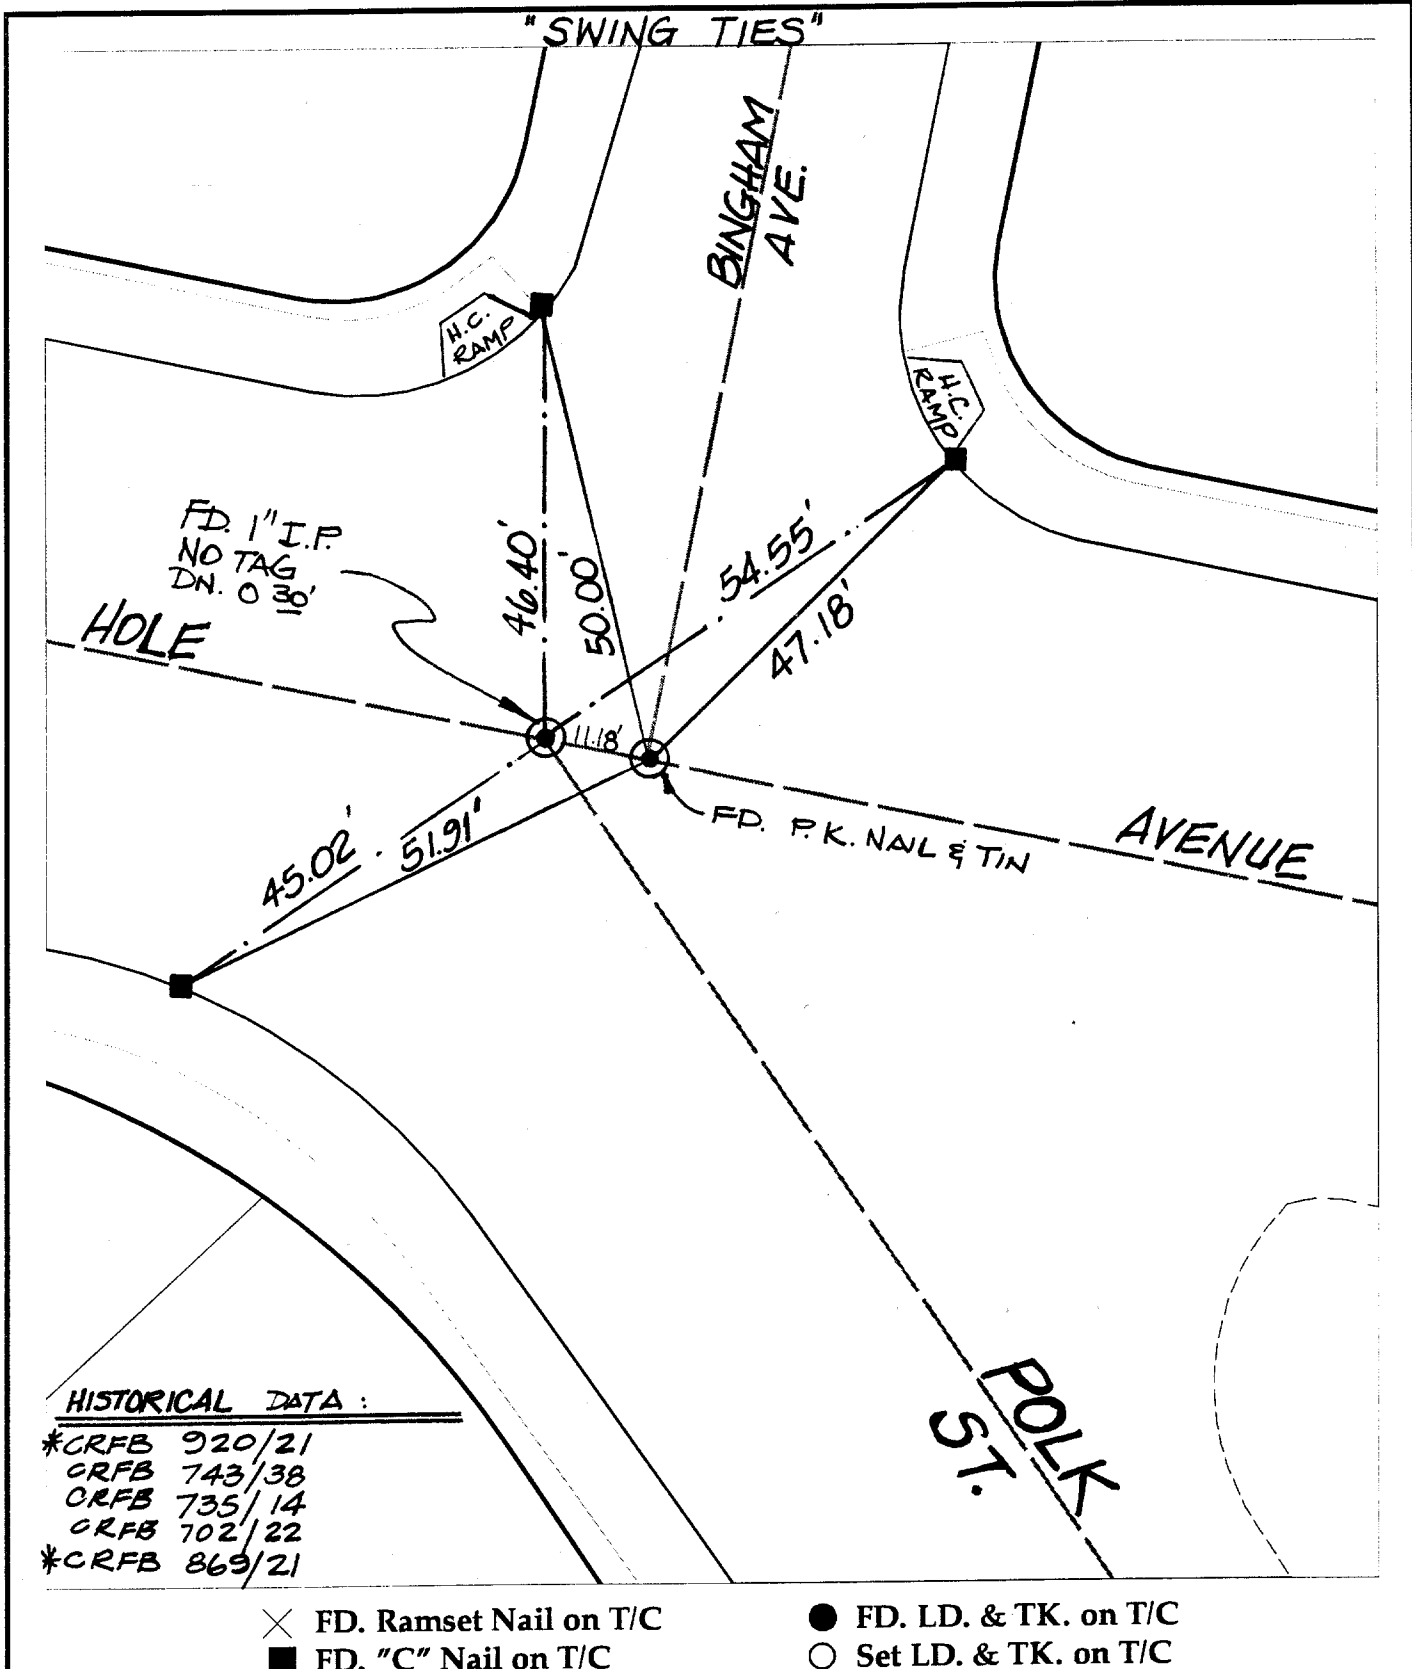 "SWING TIES"
BINGHAM
AVE.
H.C.
RAMP
H.C.
RAMP
FD. 1" I.P.
NO TAG
DN. 0 30'
46.40'
50.00'
54.55'
47.18'
HOLE
11.18'
FD. P.K. NAIL & TIN
AVENUE
45.02'
51.91'
POLK
ST.
HISTORICAL DATA :
*CRFB 920/21
CRFB 743/38
CRFB 735/14
CRFB 702/22
*CRFB 869/21
FD. Ramset Nail on T/C
FD. LD. & TK. on T/C
FD. "C" Nail on T/C
Set LD. & TK. on T/C